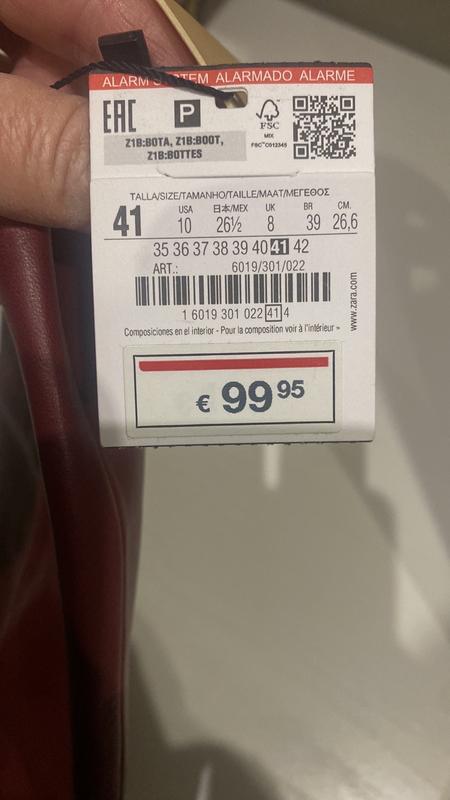 ALARM SYSTEM ALARMADO ALARME
EAC P FSC
MIX
FSC™ C012345
Z1B:BOTA, Z1B:BOOT,
Z1B:BOTTES
TALLA/SIZE/TAMANHO/TAILLE/MAAT/ΜΕΓΕΘΟΣ
41 USA 日本/MEX UK BR CM.
10 26½ 8 39 26,6
35 36 37 38 39 40 41 42
ART.: 6019/301/022
1 6019 301 022 41 4
www.zara.com
Composiciones en el interior - Pour la composition voir à l'intérieur
€ 99 95